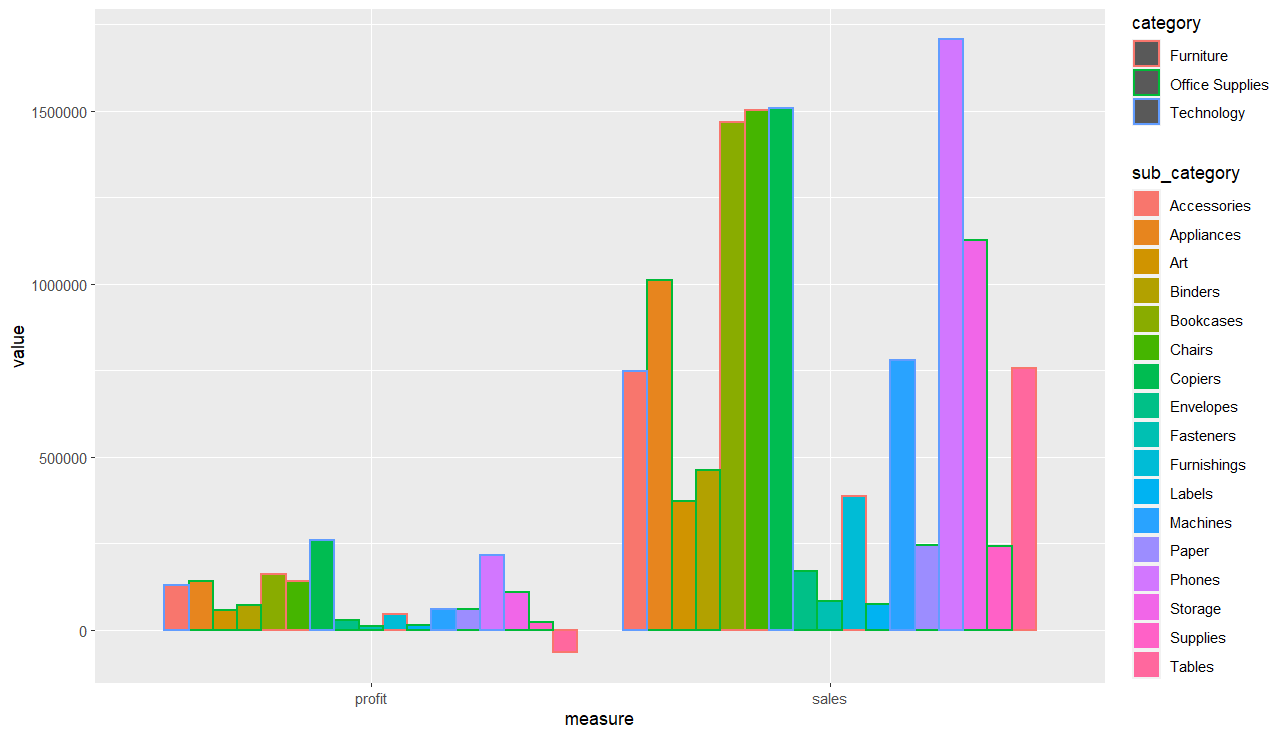 category
Furniture
Office Supplies
Technology
sub_category
Accessories
Appliances
Art
Binders
Bookcases
Chairs
Copiers
Envelopes
Fasteners
Furnishings
Labels
Machines
Paper
Phones
Storage
Supplies
Tables
value
1500000
1000000
500000
0
profit
sales
measure